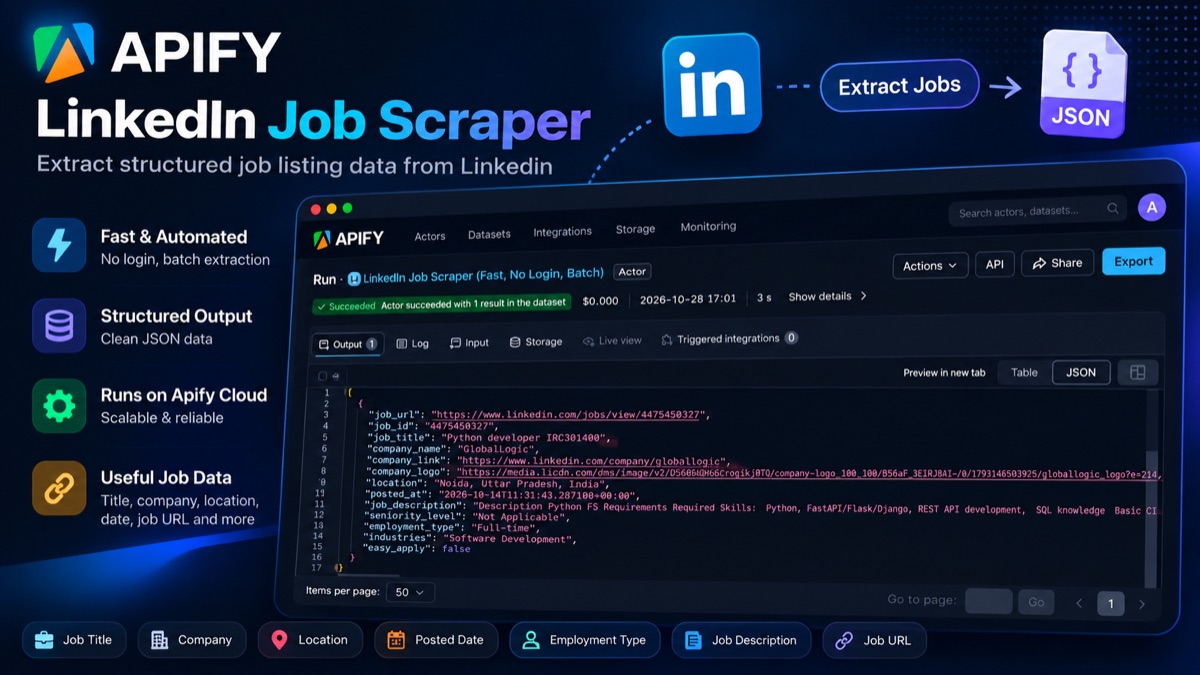 APIFY
LinkedIn Job Scraper
Extract structured job listing data from Linkedin
in
Extract Jobs
{ }
JSON
Fast & Automated
No login, batch extraction
Structured Output
Clean JSON data
Runs on Apify Cloud
Scalable & reliable
Useful Job Data
Title, company, location,
date, job URL and more
APIFY
Actors
Datasets
Integrations
Storage
Monitoring
Search actors, datasets...
A
Run · LinkedIn Job Scraper (Fast, No Login, Batch) Actor
Actions
API
Share
Export
Succeeded Actor succeeded with 1 result in the dataset
$0.000
2026-10-28 17:01
3 s
Show details
Output 1
Log
Input
Storage
Live view
Triggered integrations 0
Preview in new tab
Table
JSON
1 [
2 {
3 "job_url": "https://www.linkedin.com/jobs/view/4475450327",
4 "job_id": "4475450327",
5 "job_title": "Python developer IRC301400",
6 "company_name": "GlobalLogic",
7 "company_link": "https://www.linkedin.com/company/globallogic",
8 "company_logo":
"location": "Noida, Uttar Pradesh, India",
"posted_at": "2026-10-14T11:31:43.287100+00:00",
11 "job_description": "Description Python FS Requirements Required Skills: Python, FastAPI/Flask/Django, REST API development, SQL knowledge Basic CI
12 "seniority_level": "Not Applicable",
13 "employment_type": "Full-time",
14 "industries": "Software Development",
15 "easy_apply": false
16 }
17 ]
Items per page: 50
Go to page:
Go
1
Job Title
Company
Location
Posted Date
Employment Type
Job Description
Job URL